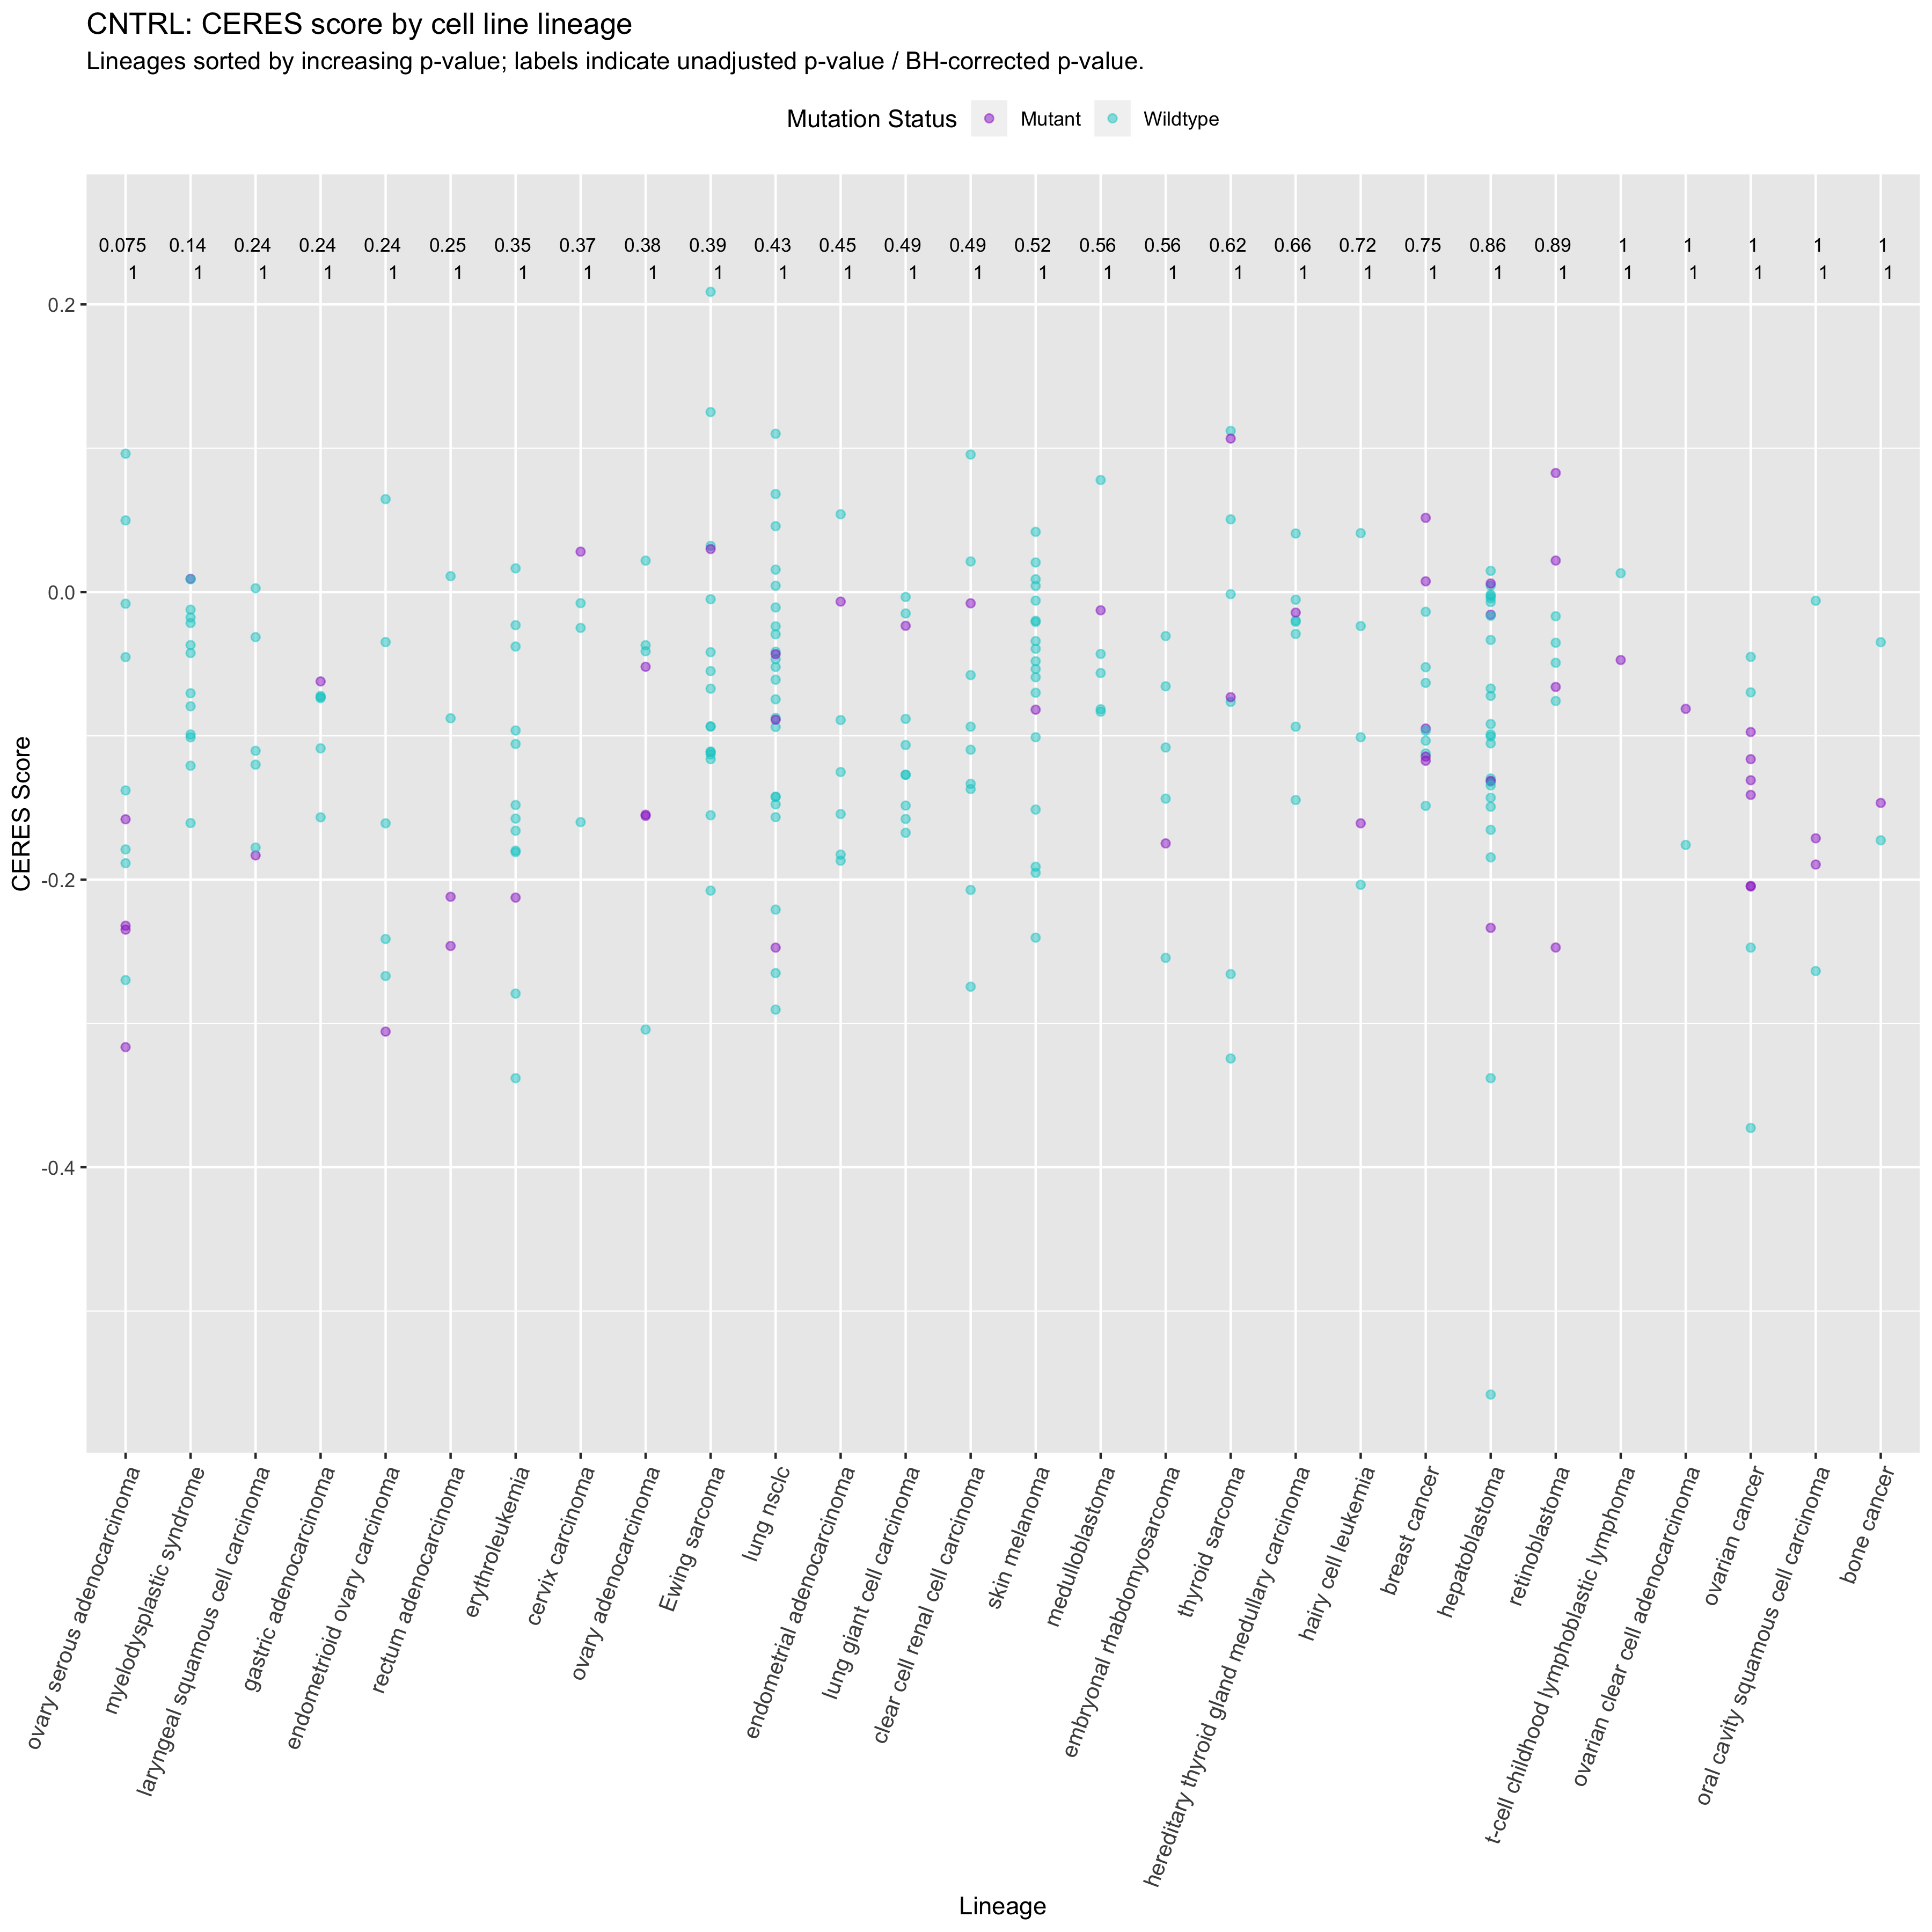 CNTRL: CERES score by cell line lineage
Lineages sorted by increasing p-value; labels indicate unadjusted p-value / BH-corrected p-value.
Mutation Status Mutant Wildtype
0.075 0.14 0.24 0.24 0.24 0.25 0.35 0.37 0.38 0.39 0.43 0.45 0.49 0.49 0.52 0.56 0.56 0.62 0.66 0.72 0.75 0.86 0.89 1 1 1 1 1
1 1 1 1 1 1 1 1 1 1 1 1 1 1 1 1 1 1 1 1 1 1 1 1 1 1 1 1
0.2
0.0
-0.2
-0.4
CERES Score
ovary serous adenocarcinoma
myelodysplastic syndrome
laryngeal squamous cell carcinoma
gastric adenocarcinoma
endometrioid ovary carcinoma
rectum adenocarcinoma
erythroleukemia
cervix carcinoma
ovary adenocarcinoma
Ewing sarcoma
lung nsclc
endometrial adenocarcinoma
lung giant cell carcinoma
clear cell renal cell carcinoma
skin melanoma
medulloblastoma
embryonal rhabdomyosarcoma
thyroid sarcoma
hereditary thyroid gland medullary carcinoma
hairy cell leukemia
breast cancer
hepatoblastoma
retinoblastoma
t-cell childhood lymphoblastic lymphoma
ovarian clear cell adenocarcinoma
ovarian cancer
oral cavity squamous cell carcinoma
bone cancer
Lineage